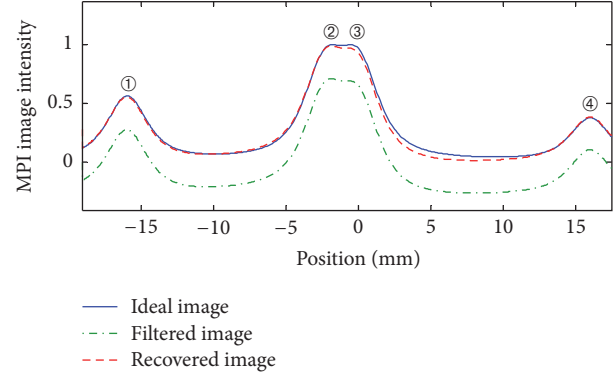 ② ③
1
①
MPI image intensity
0.5
④
0
−15 −10 −5 0 5 10 15
Position (mm)
Ideal image
Filtered image
Recovered image